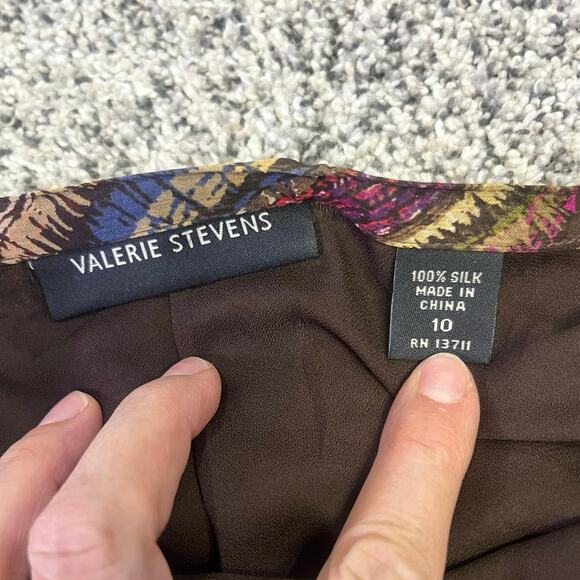 VALERIE STEVENS
100% SILK
MADE IN
CHINA
10
RN 13711